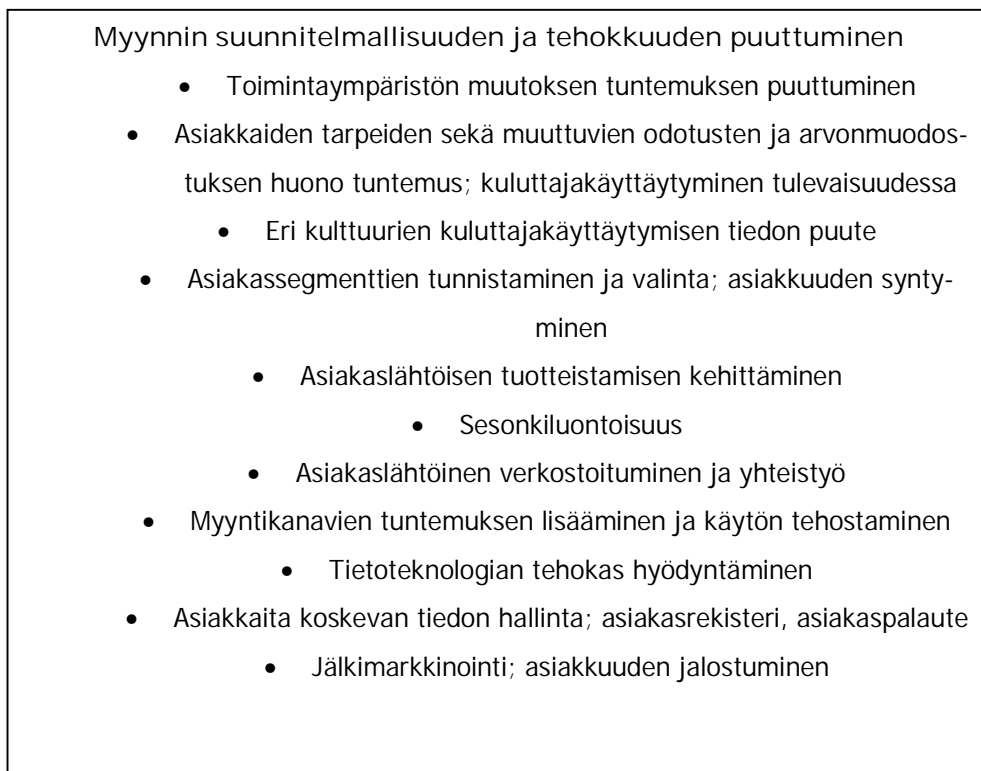 Myynnin suunnitelmallisuuden ja tehokkuuden puuttuminen
• Toimintaympäristön muutoksen tuntemuksen puuttuminen
• Asiakkaiden tarpeiden sekä muuttuvien odotusten ja arvonmuodos-
tuksen huono tuntemus; kuluttajakäyttäytyminen tulevaisuudessa
• Eri kulttuurien kuluttajakäyttäytymisen tiedon puute
• Asiakassegmenttien tunnistaminen ja valinta; asiakkuuden synty-
minen
• Asiakaslähtöisen tuotteistamisen kehittäminen
• Sesonkiluontoisuus
• Asiakaslähtöinen verkostoituminen ja yhteistyö
• Myyntikanavien tuntemuksen lisääminen ja käytön tehostaminen
• Tietoteknologian tehokas hyödyntäminen
• Asiakkaita koskevan tiedon hallinta; asiakasrekisteri, asiakaspalaute
• Jälkimarkkinointi; asiakkuuden jalostuminen